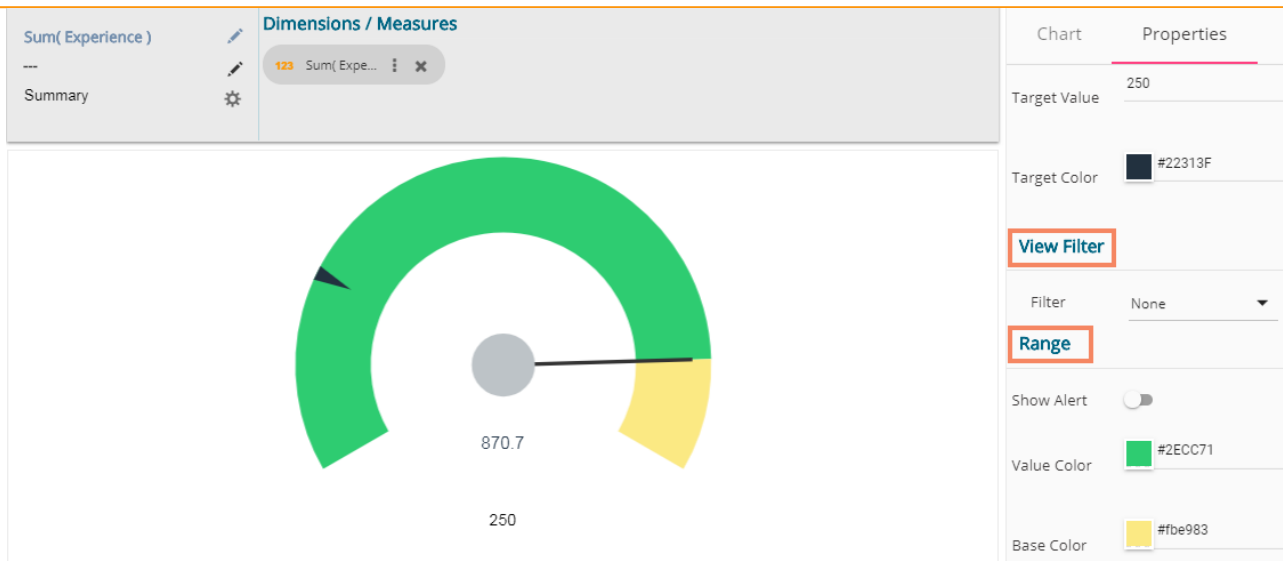 Sum( Experience )
---
Summary
Dimensions / Measures
123 Sum( Expe...
870.7
250
Chart Properties
Target Value 250
Target Color #22313F
View Filter
Filter None
Range
Show Alert
Value Color #2ECC71
Base Color #fbe983